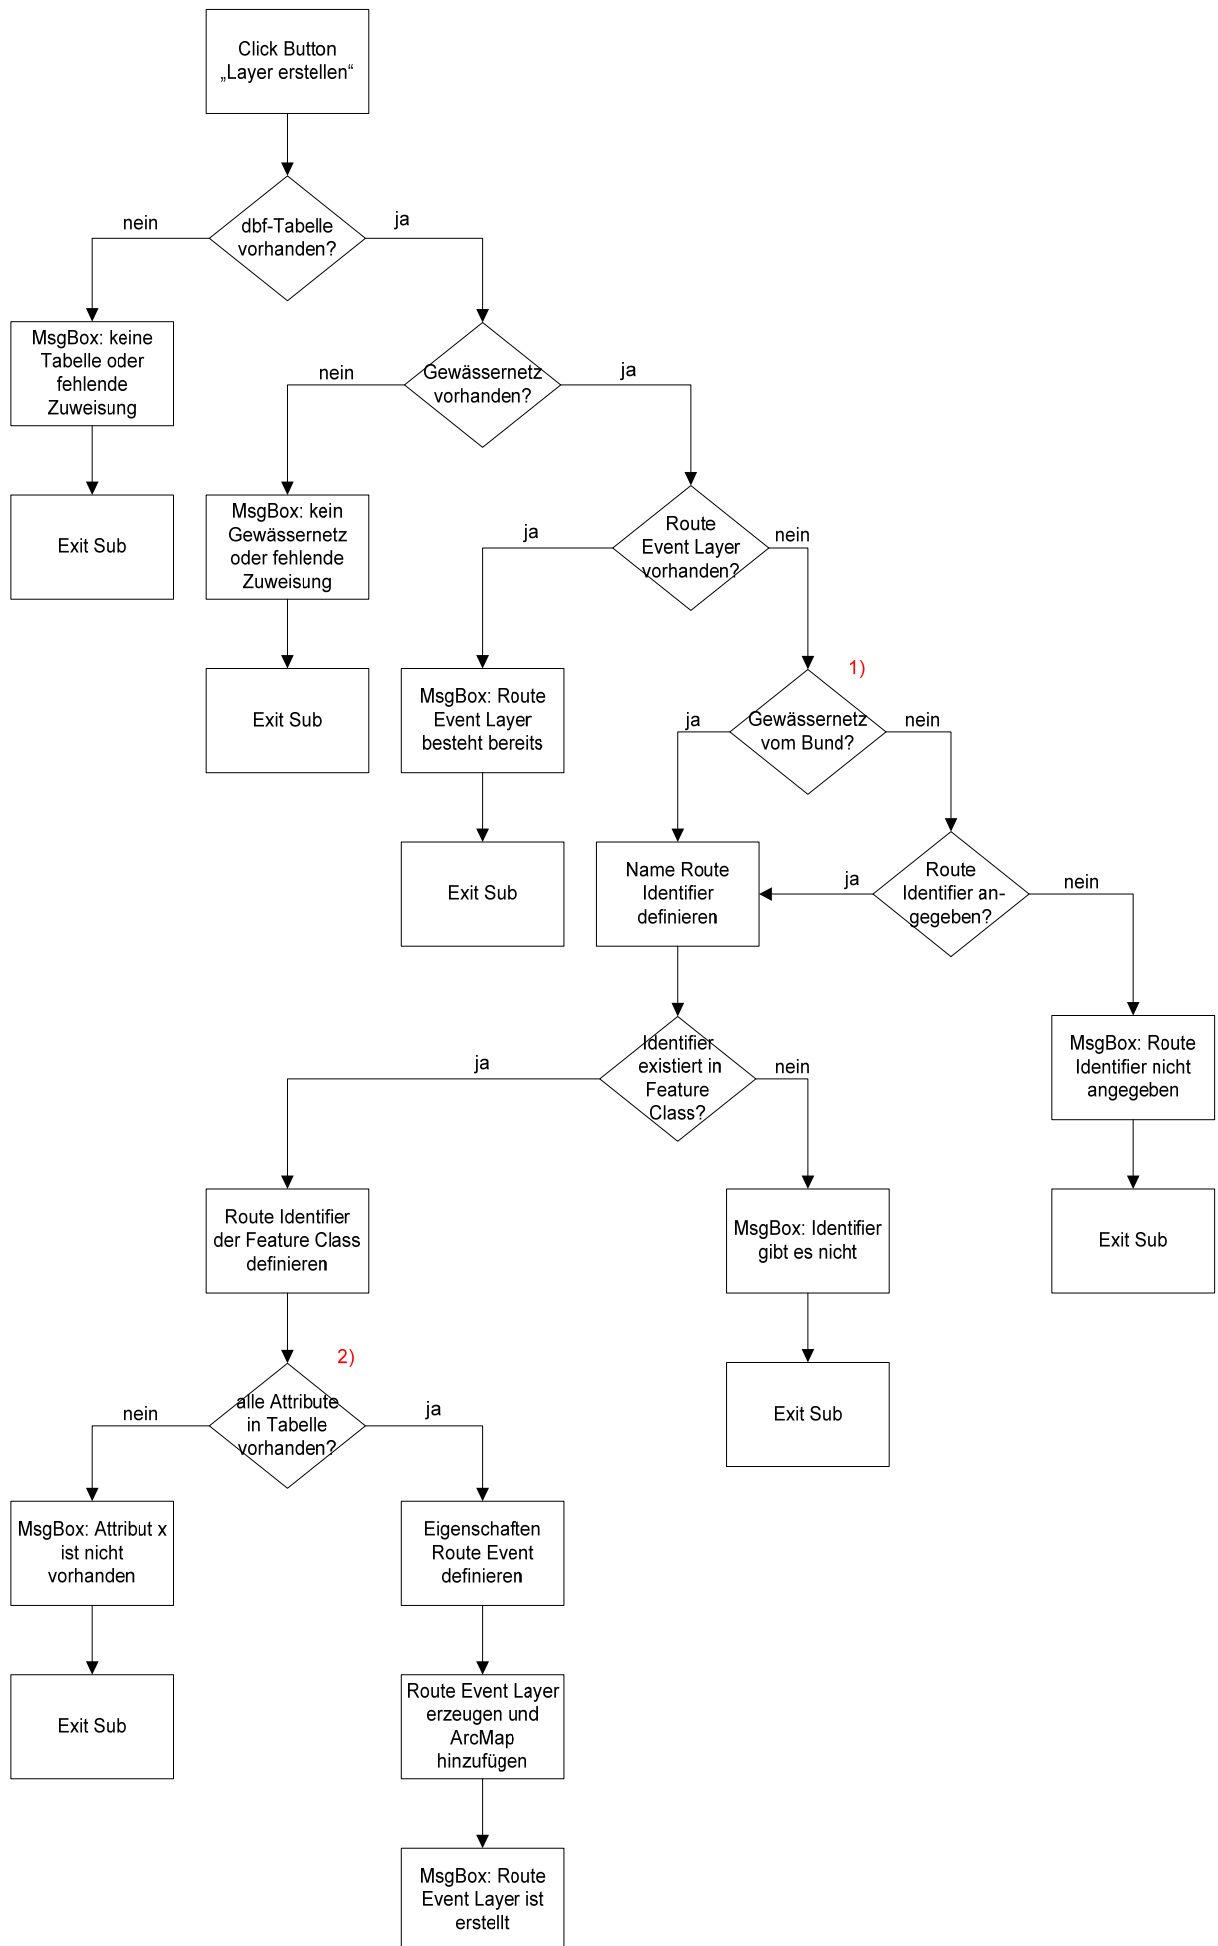 Click Button
„Layer erstellen“
nein
ja
dbf-Tabelle
vorhanden?
MsgBox: keine
Tabelle oder
fehlende
Zuweisung
nein
ja
Gewässernetz
vorhanden?
Exit Sub
MsgBox: kein
Gewässernetz
oder fehlende
Zuweisung
ja
nein
Route
Event Layer
vorhanden?
Exit Sub
MsgBox: Route
Event Layer
besteht bereits
1)
ja
nein
Gewässernetz
vom Bund?
Exit Sub
Name Route
Identifier
definieren
ja
nein
Route
Identifier an-
gegeben?
ja
nein
Identifier
existiert in
Feature
Class?
MsgBox: Route
Identifier nicht
angegeben
Route Identifier
der Feature Class
definieren
MsgBox: Identifier
gibt es nicht
Exit Sub
2)
nein
ja
alle Attribute
in Tabelle
vorhanden?
Exit Sub
MsgBox: Attribut x
ist nicht
vorhanden
Eigenschaften
Route Event
definieren
Exit Sub
Route Event Layer
erzeugen und
ArcMap
hinzufügen
MsgBox: Route
Event Layer ist
erstellt